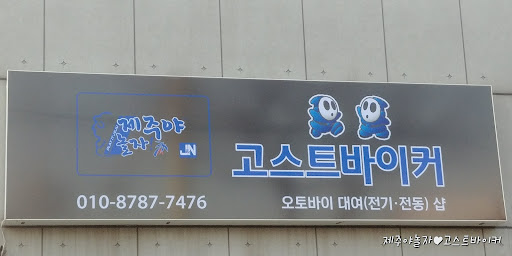 제주야
놀자
JN
고스트바이커
010-8787-7476
오토바이 대여(전기·전동) 샵
제주야놀자♥고스트바이커